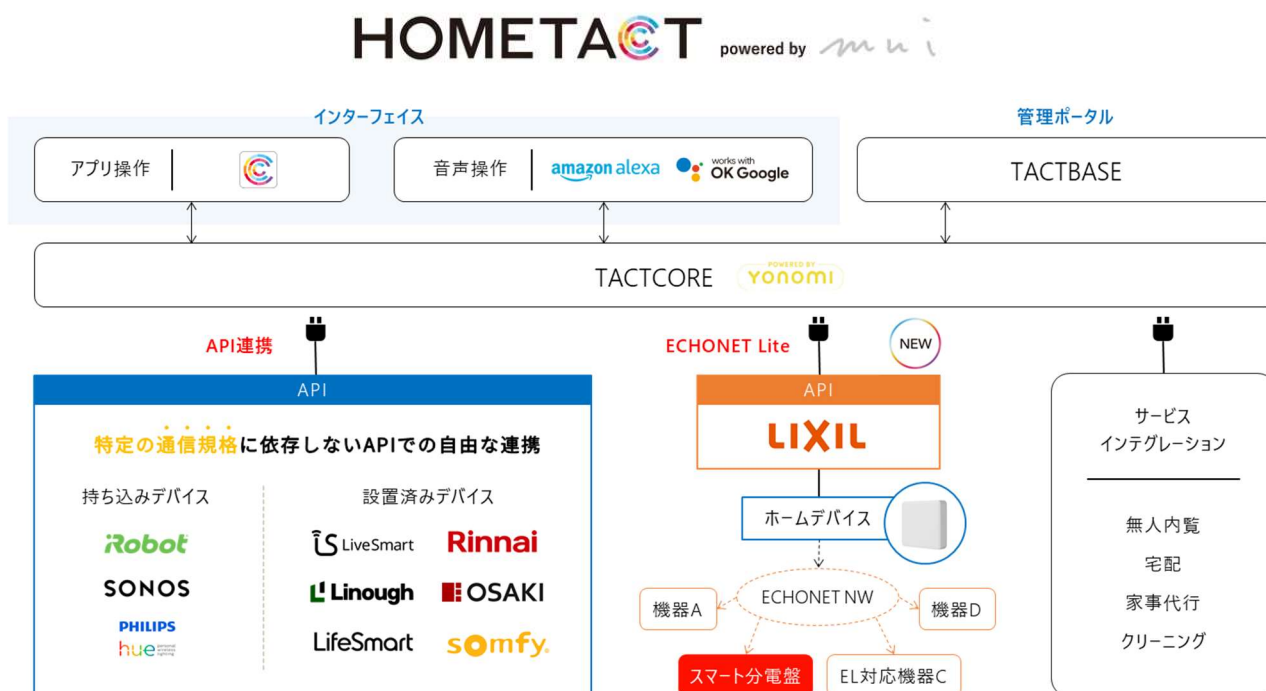 HOMETACT powered by mui
インターフェイス
管理ポータル
アプリ操作
音声操作
amazon alexa
works with
OK Google
TACTBASE
TACTCORE
POWERED BY
YONOMI
API連携
ECHONET Lite
NEW
API
API
特定の通信規格に依存しないAPIでの自由な連携
LIXIL
サービス
インテグレーション
持ち込みデバイス
設置済みデバイス
iRobot
SONOS
PHILIPS
hue personal
wireless
lighting
LiveSmart
Rinnai
Linough
OSAKI
LifeSmart
somfy.
ホームデバイス
ECHONET NW
機器A
機器D
スマート分電盤
EL対応機器C
無人内覧
宅配
家事代行
クリーニング